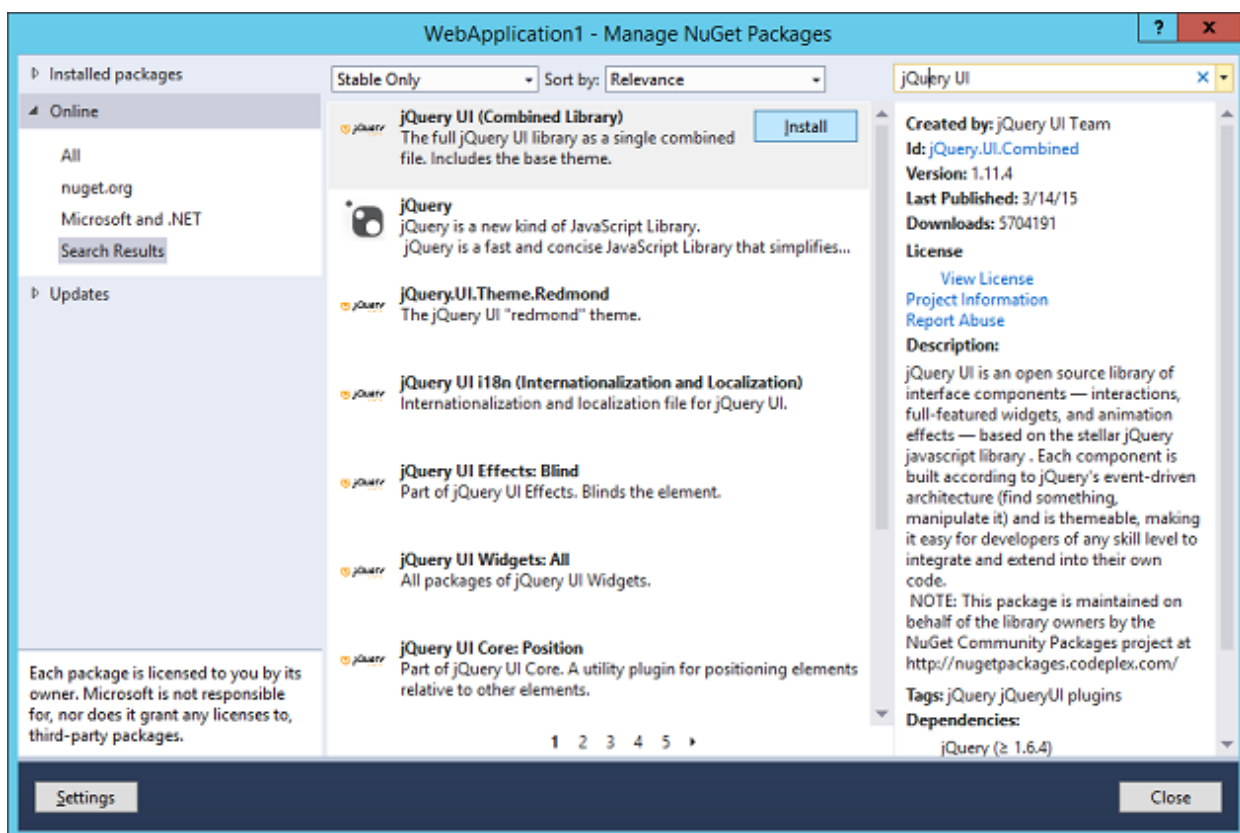 WebApplication1 - Manage NuGet Packages
?
x
Installed packages
Online
All
nuget.org
Microsoft and .NET
Search Results
Updates
Each package is licensed to you by its
owner. Microsoft is not responsible
for, nor does it grant any licenses to,
third-party packages.
Stable Only
Sort by:
Relevance
jQuery UI (Combined Library)
The full jQuery UI library as a single combined
file. Includes the base theme.
Install
jQuery
jQuery is a new kind of JavaScript Library.
jQuery is a fast and concise JavaScript Library that simplifies...
jQuery.UI.Theme.Redmond
The jQuery UI "redmond" theme.
jQuery UI i18n (Internationalization and Localization)
Internationalization and localization file for jQuery UI.
jQuery UI Effects: Blind
Part of jQuery UI Effects. Blinds the element.
jQuery UI Widgets: All
All packages of jQuery UI Widgets.
jQuery UI Core: Position
Part of jQuery UI Core. A utility plugin for positioning elements
relative to other elements.
1 2 3 4 5
jQuery UI
Created by: jQuery UI Team
Id: jQuery.UI.Combined
Version: 1.11.4
Last Published: 3/14/15
Downloads: 5704191
License
View License
Project Information
Report Abuse
Description:
jQuery UI is an open source library of
interface components — interactions,
full-featured widgets, and animation
effects — based on the stellar jQuery
javascript library . Each component is
built according to jQuery's event-driven
architecture (find something,
manipulate it) and is themeable, making
it easy for developers of any skill level to
integrate and extend into their own
code.
NOTE: This package is maintained on
behalf of the library owners by the
NuGet Community Packages project at
http://nugetpackages.codeplex.com/
Tags: jQuery jQueryUI plugins
Dependencies:
jQuery (≥ 1.6.4)
Settings
Close